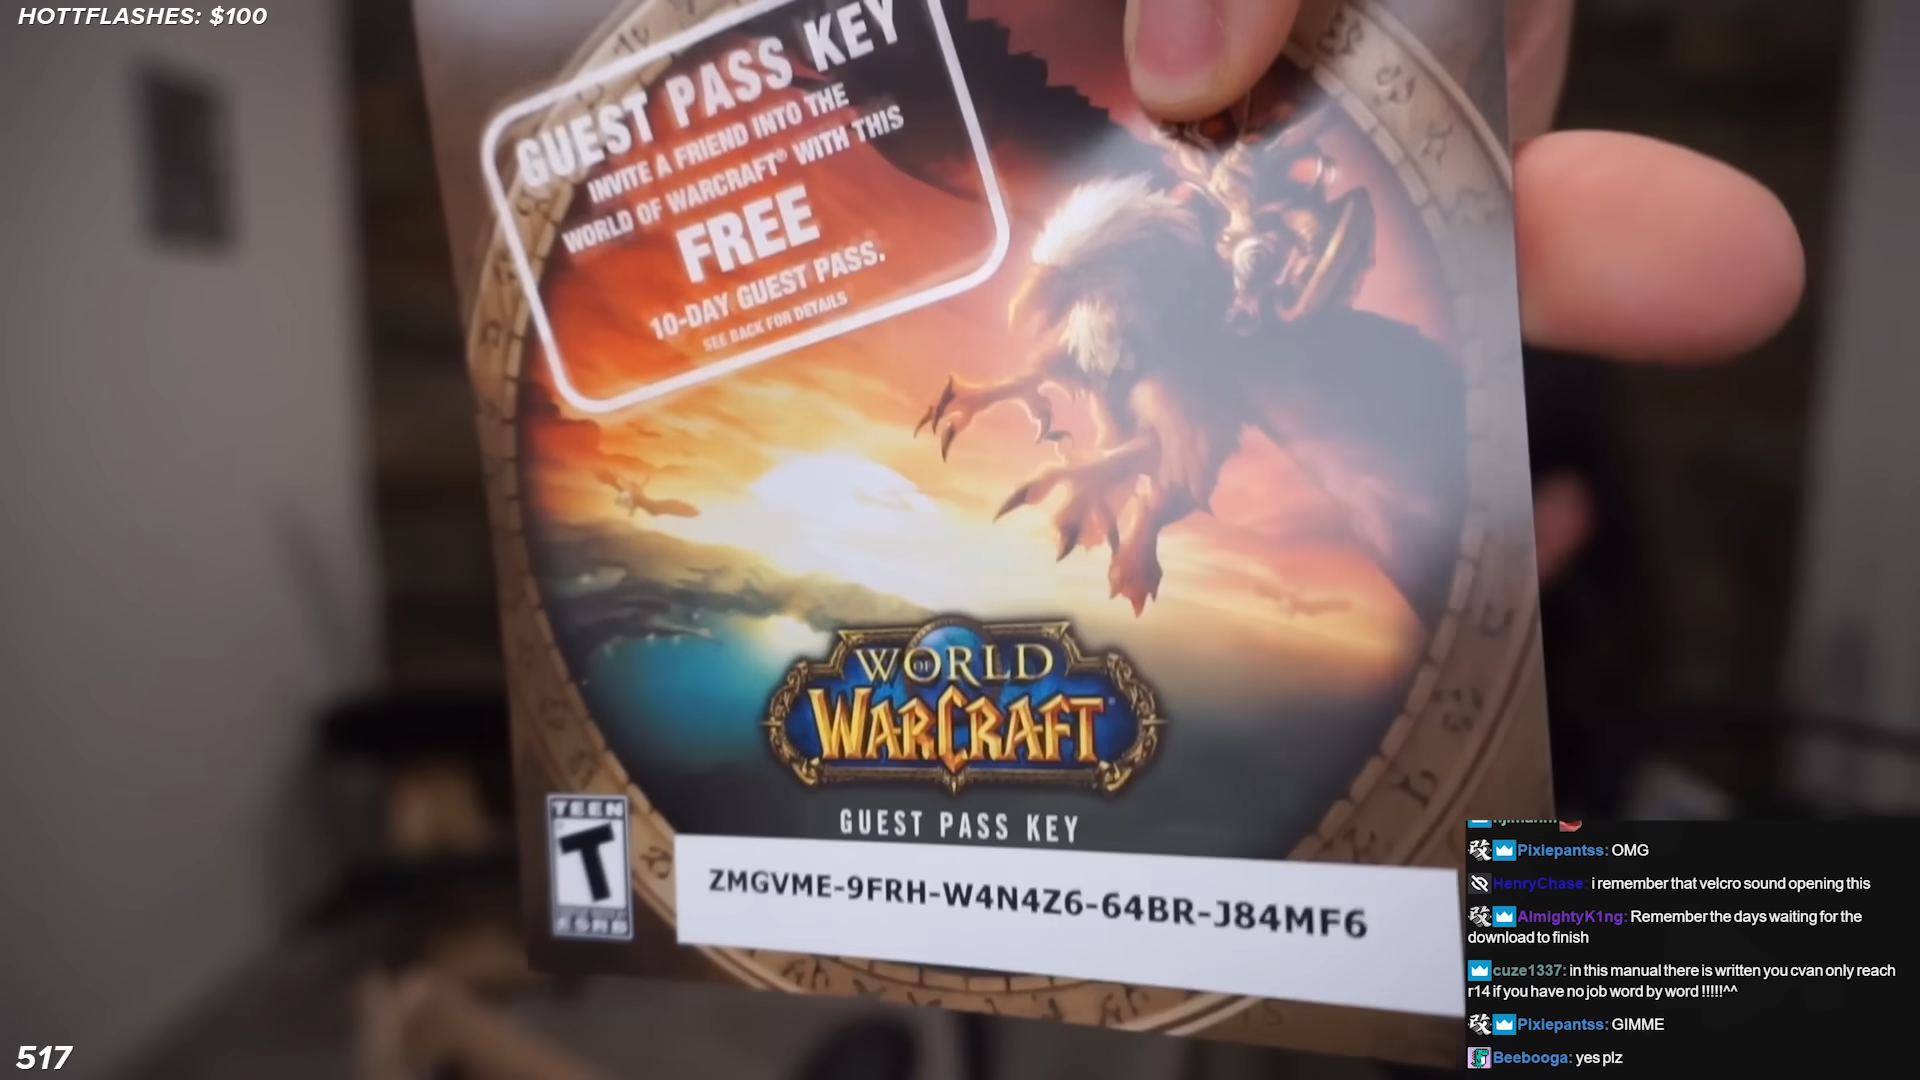 HOTTFLASHES: $100
GUEST PASS KEY
INVITE A FRIEND INTO THE
WORLD OF WARCRAFT® WITH THIS
FREE
10-DAY GUEST PASS.
SEE BACK FOR DETAILS
WORLD
OF
WARCRAFT
GUEST PASS KEY
TEEN
T
ESRB
ZMGVME-9FRH-W4N4Z6-64BR-J84MF6
Pixiepantss: OMG
HenryChase: i remember that velcro sound opening this
AlmightyK1ng: Remember the days waiting for the
download to finish
cuze1337: in this manual there is written you cvan only reach
r14 if you have no job word by word !!!!!^^
Pixiepantss: GIMME
Beebooga: yes plz
517